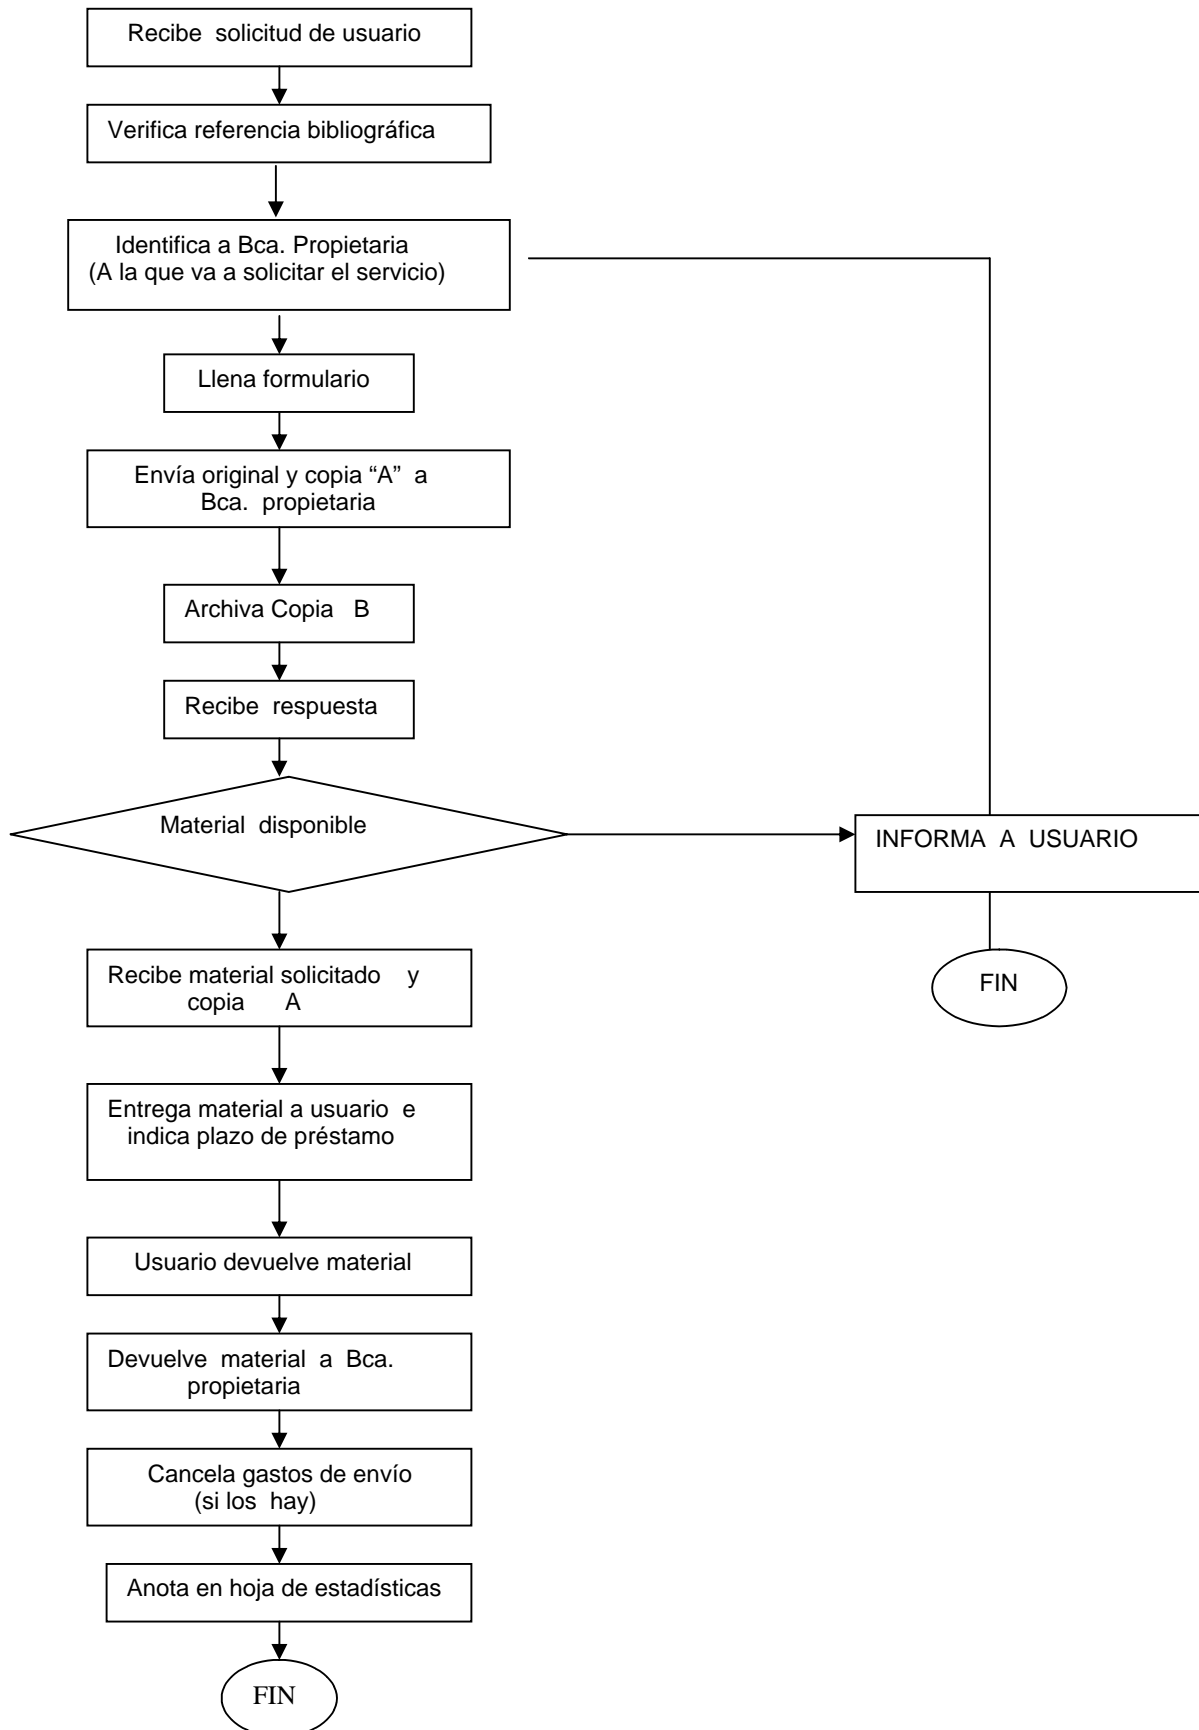 Recibe solicitud de usuario
Verifica referencia bibliográfica
Identifica a Bca. Propietaria
(A la que va a solicitar el servicio)
Llena formulario
Envía original y copia “A” a
Bca. propietaria
Archiva Copia B
Recibe respuesta
Material disponible
INFORMA A USUARIO
Recibe material solicitado y
copia A
FIN
Entrega material a usuario e
indica plazo de préstamo
Usuario devuelve material
Devuelve material a Bca.
propietaria
Cancela gastos de envío
(si los hay)
Anota en hoja de estadísticas
FIN